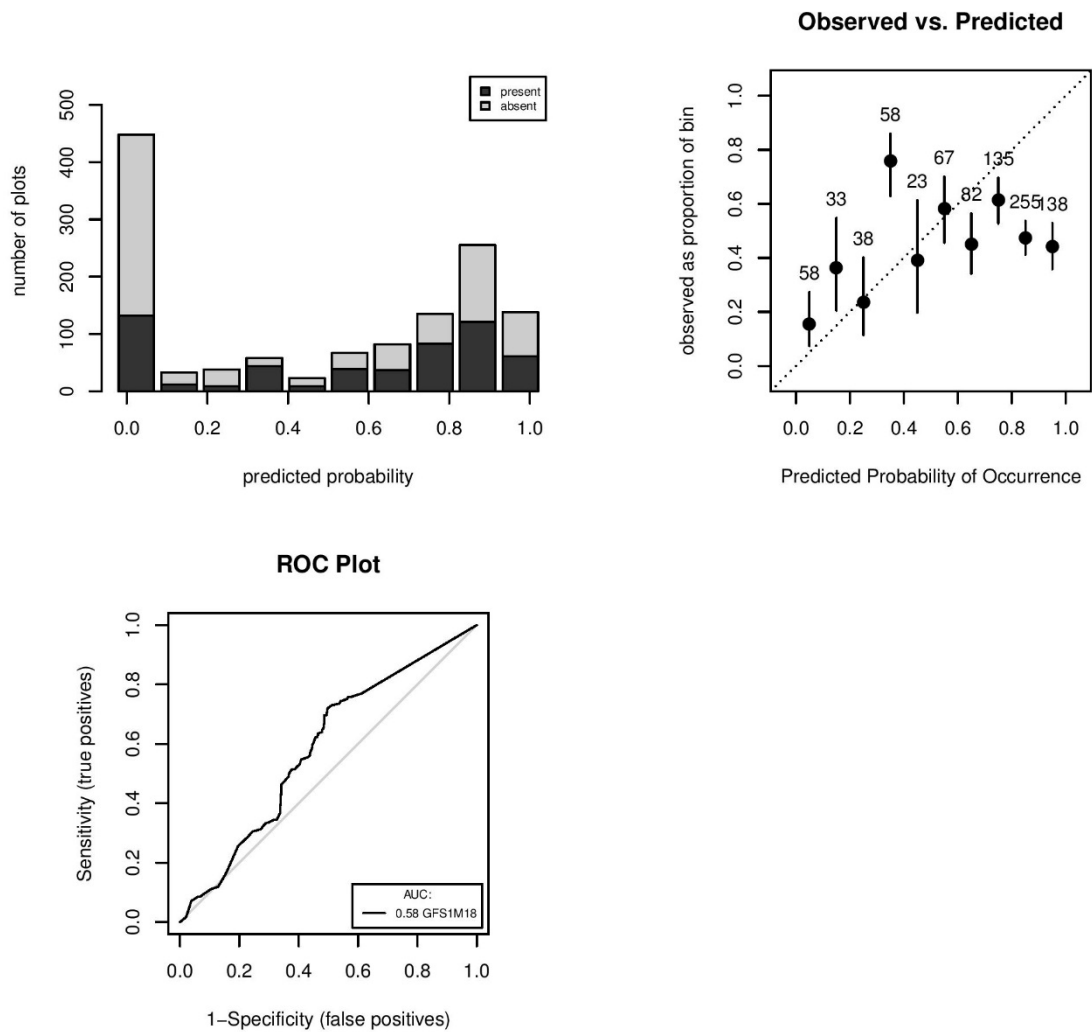 present
absent
number of plots
0 100 200 300 400 500
0.0 0.2 0.4 0.6 0.8 1.0
predicted probability
Observed vs. Predicted
observed as proportion of bin
0.0 0.2 0.4 0.6 0.8 1.0
58
33
38
58
23
67
82
135
255
138
0.0 0.2 0.4 0.6 0.8 1.0
Predicted Probability of Occurrence
ROC Plot
Sensitivity (true positives)
0.0 0.2 0.4 0.6 0.8 1.0
AUC:
0.58 GFS1M18
0.0 0.2 0.4 0.6 0.8 1.0
1−Specificity (false positives)